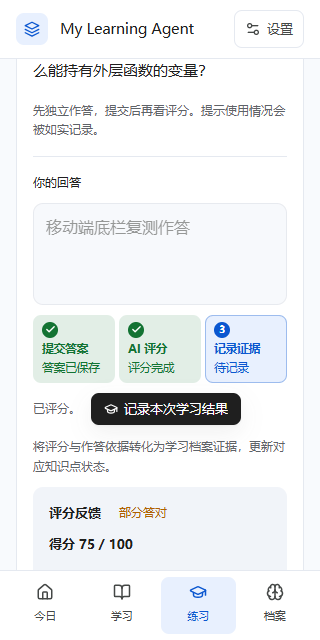 My Learning Agent
设置
么能持有外层函数的变量？
先独立作答，提交后再看评分。提示使用情况会
被如实记录。
你的回答
移动端底栏复测作答
提交答案
答案已保存
AI 评分
评分完成
3
记录证据
待记录
已评分。
记录本次学习结果
将评分与作答依据转化为学习档案证据，更新对
应知识点状态。
评分反馈 部分答对
得分 75 / 100
今日
学习
练习
档案